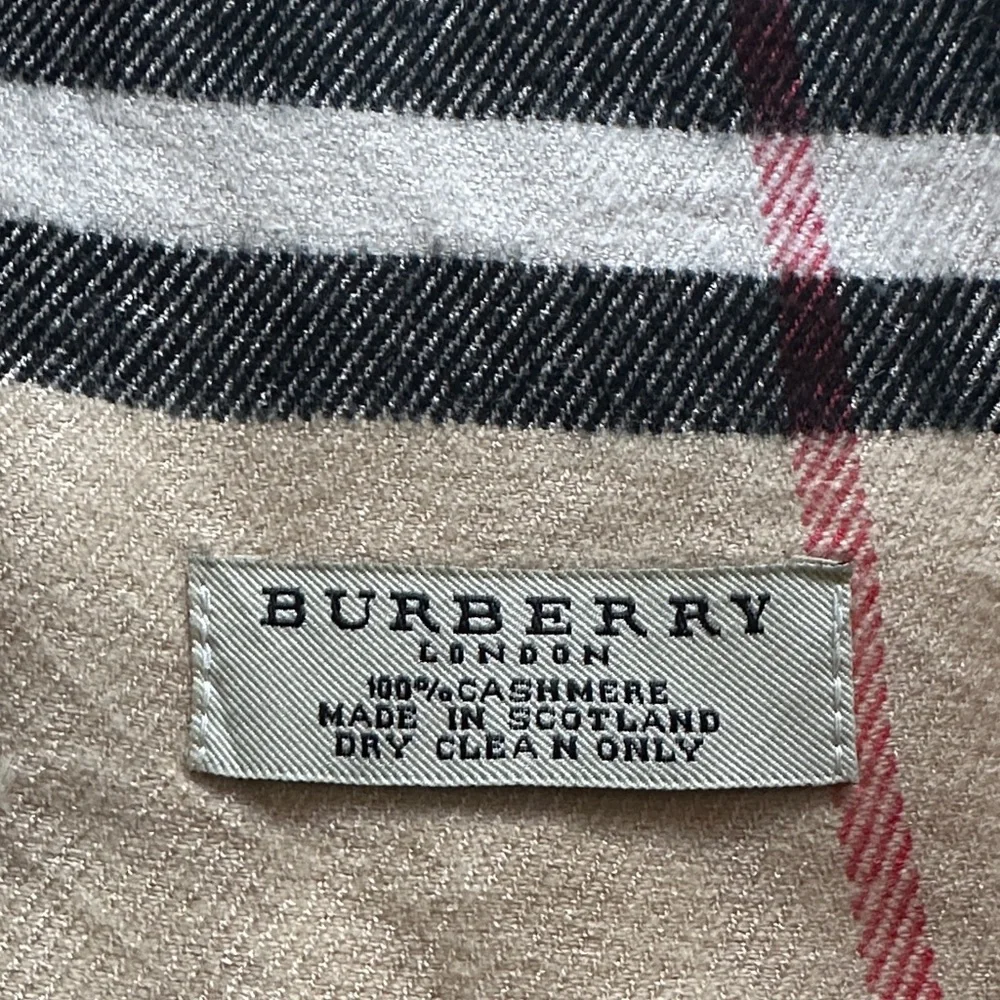 BURBERRY
LONDON
100% CASHMERE
MADE IN SCOTLAND
DRY CLEAN ONLY